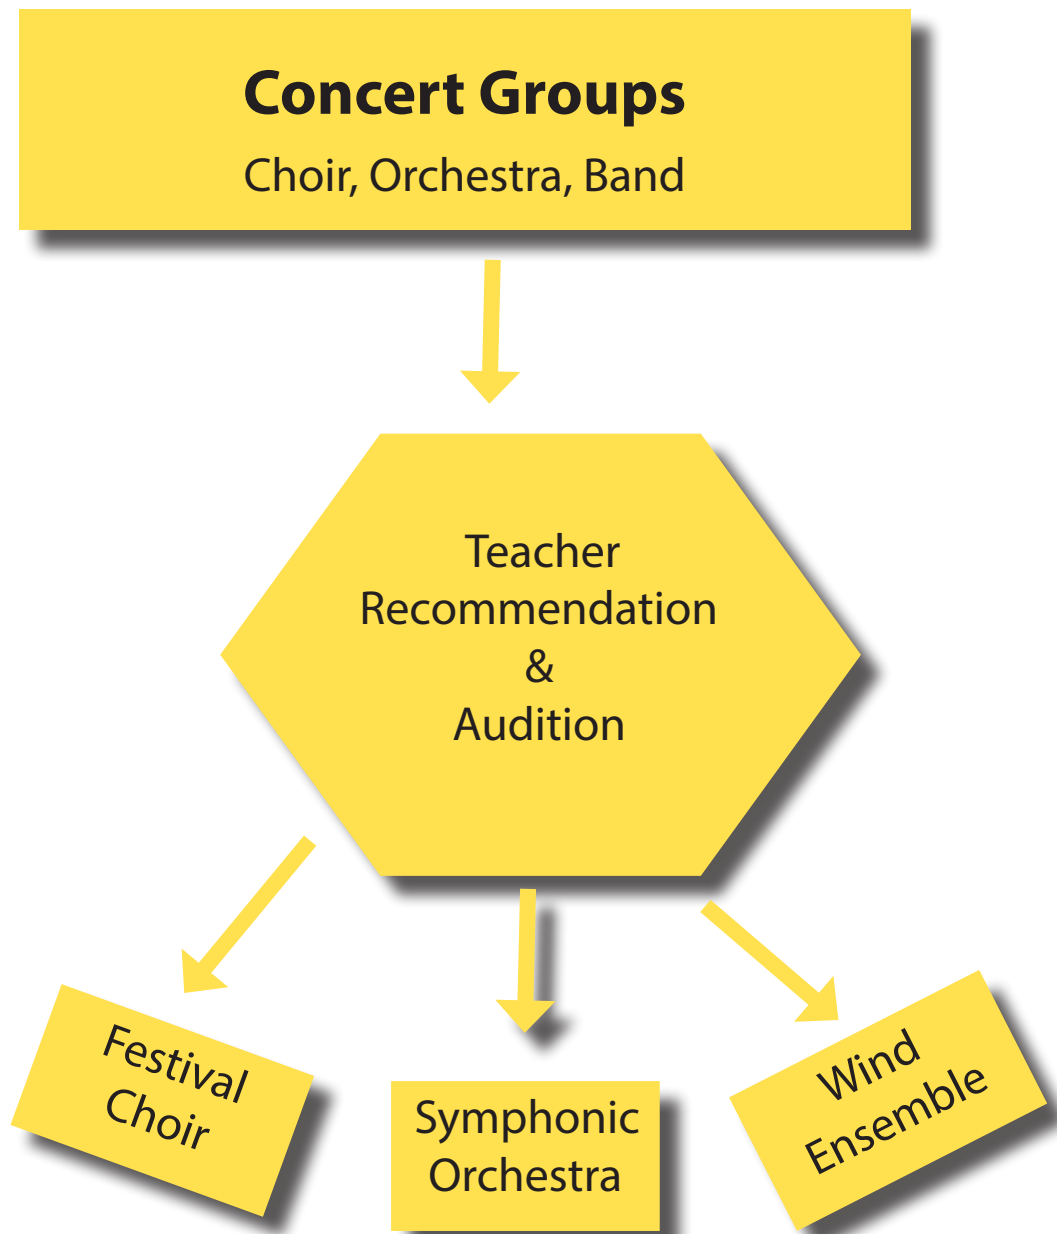 Concert Groups
Choir, Orchestra, Band
Teacher
Recommendation
&
Audition
Festival
Choir
Symphonic
Orchestra
Wind
Ensemble